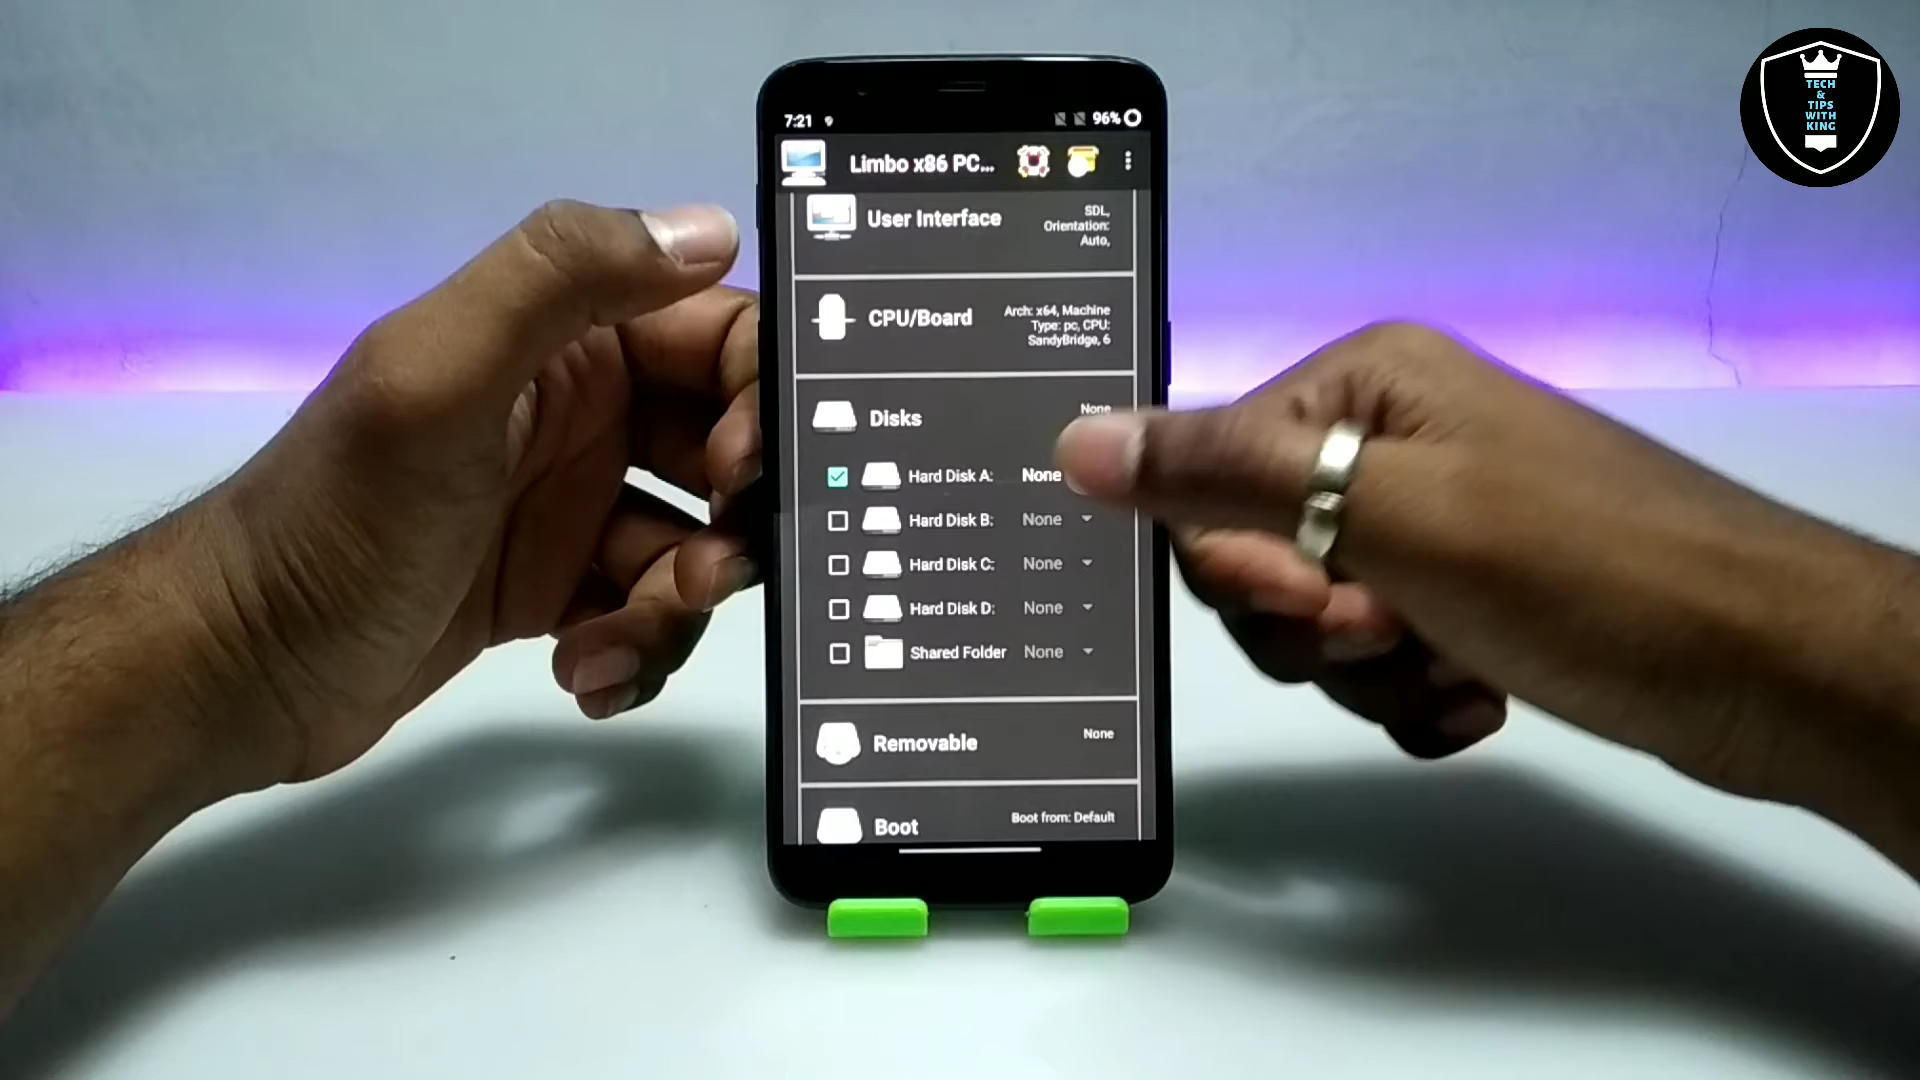 TECH
&
TIPS
WITH
KING
7:21
96%
Limbo x86 PC...
User Interface
SDL,
Orientation:
Auto,
CPU/Board
Arch: x64, Machine
Type: pc, CPU:
SandyBridge, 6
Disks
None
Hard Disk A: None
Hard Disk B: None
Hard Disk C: None
Hard Disk D: None
Shared Folder None
Removable
None
Boot
Boot from: Default